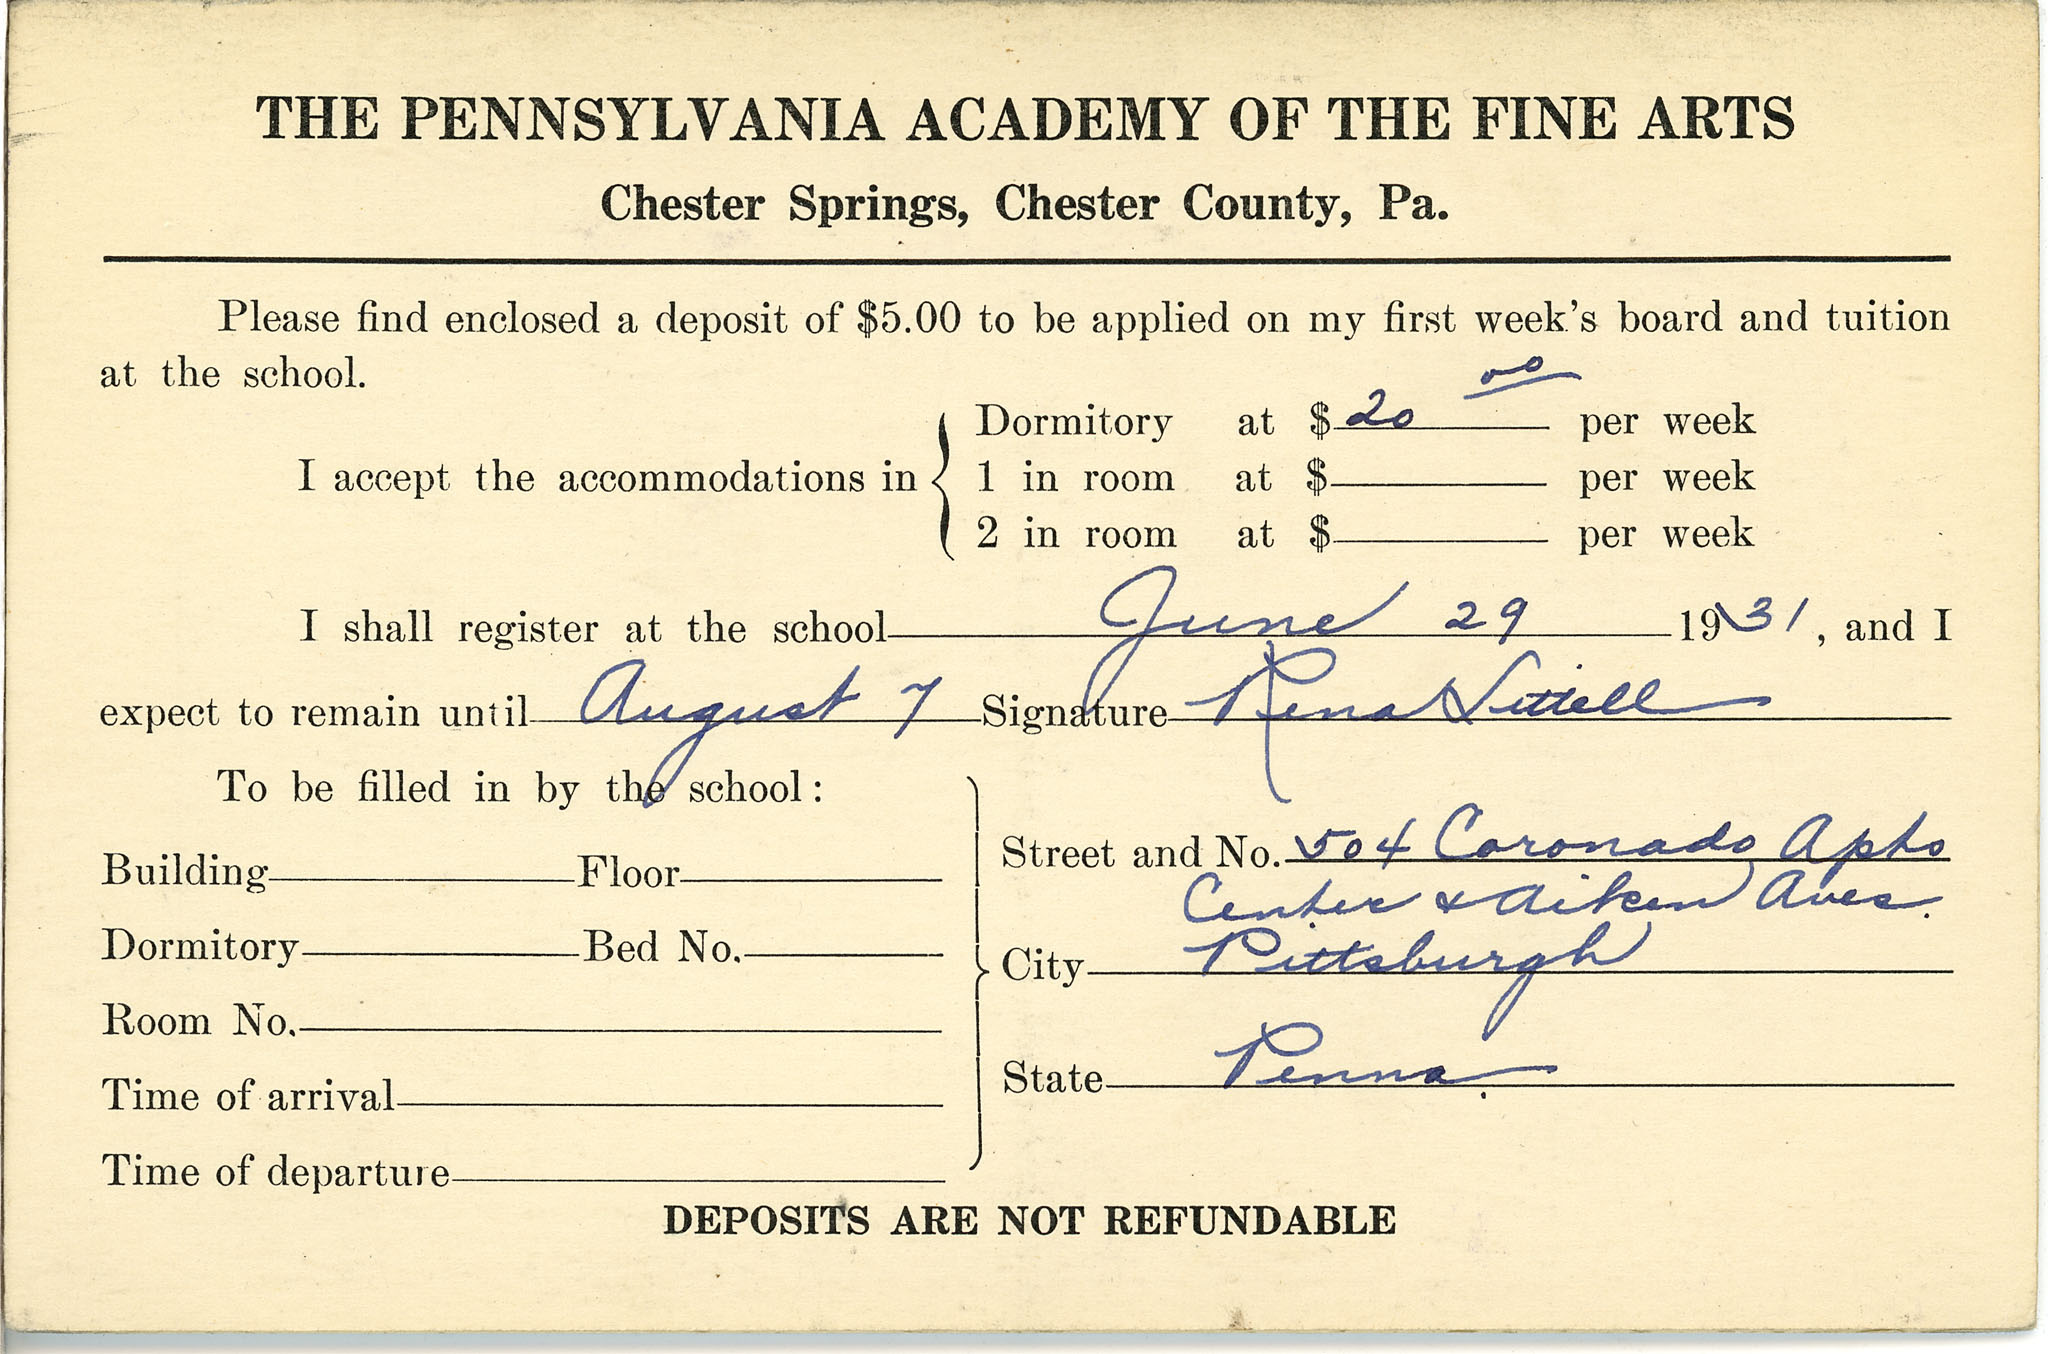 THE PENNSYLVANIA ACADEMY OF THE FINE ARTS
Chester Springs, Chester County, Pa.
Please find enclosed a deposit of $5.00 to be applied on my first week's board and tuition
at the school.
I accept the accommodations in
Dormitory at $20 00 per week
1 in room at $ per week
2 in room at $ per week
I shall register at the school June 29 1931, and I
expect to remain until August 7 Signature Rena Littell
To be filled in by the school:
Building Floor
Dormitory Bed No.
Room No.
Time of arrival
Time of departure
Street and No. 504 Coronado Apts
Center & Aiken Aves.
City Pittsburgh
State Penna.
DEPOSITS ARE NOT REFUNDABLE